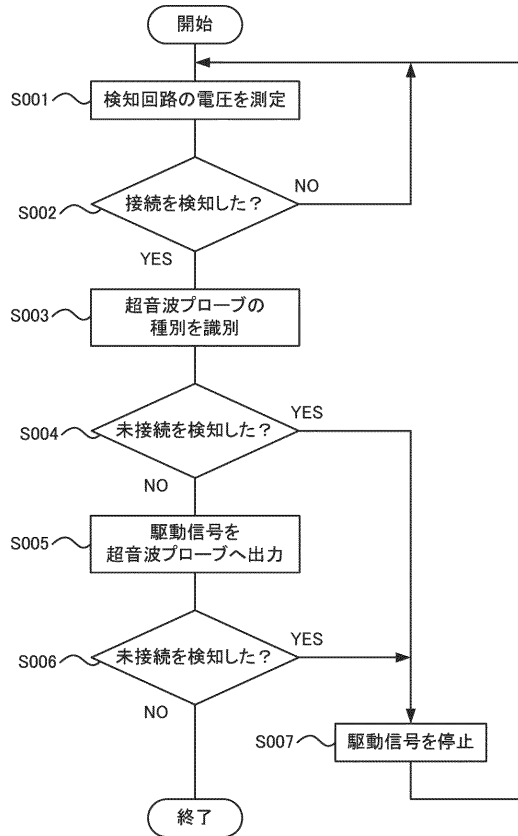 開始
S001
検知回路の電圧を測定
NO
S002
接続を検知した？
YES
S003
超音波プローブの
種別を識別
YES
S004
未接続を検知した？
NO
S005
駆動信号を
超音波プローブへ出力
YES
S006
未接続を検知した？
NO
S007
駆動信号を停止
終了